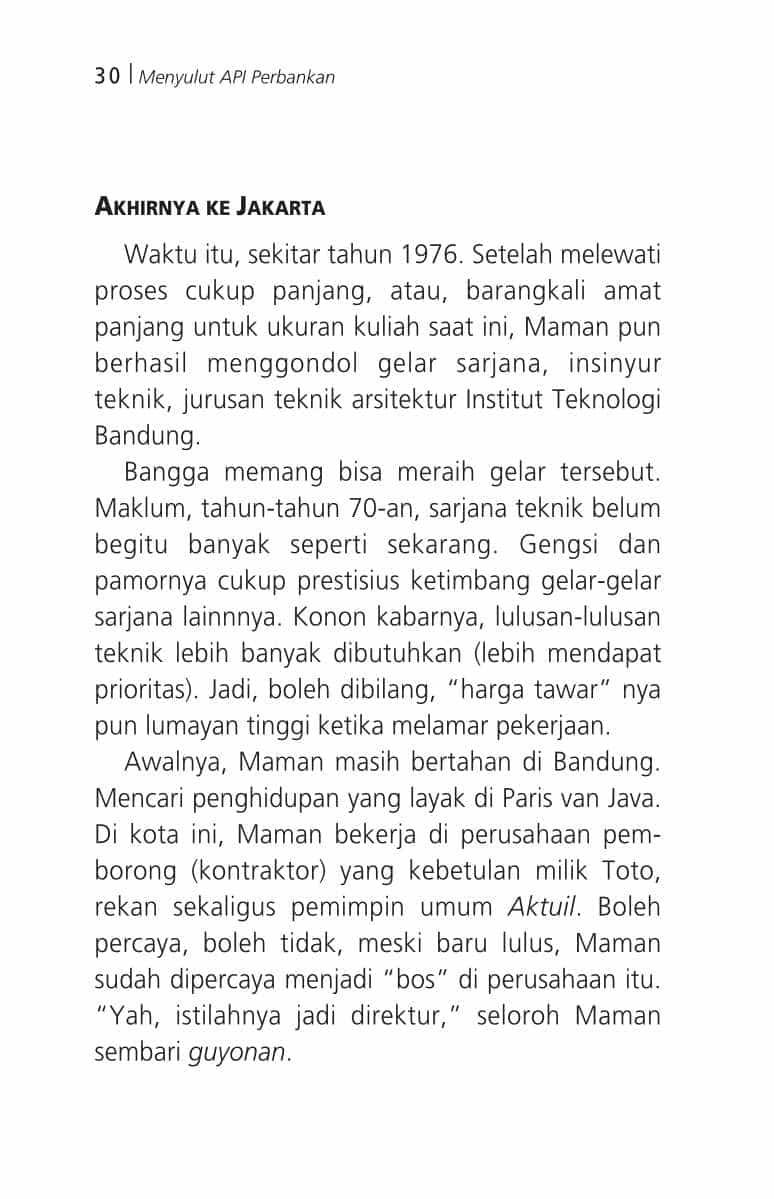 30 | Menyulut API Perbankan
AKHIRNYA KE JAKARTA
Waktu itu, sekitar tahun 1976. Setelah melewati
proses cukup panjang, atau, barangkali amat
panjang untuk ukuran kuliah saat ini, Maman pun
berhasil menggondol gelar sarjana, insinyur
teknik, jurusan teknik arsitektur Institut Teknologi
Bandung.
Bangga memang bisa meraih gelar tersebut.
Maklum, tahun-tahun 70-an, sarjana teknik belum
begitu banyak seperti sekarang. Gengsi dan
pamornya cukup prestisius ketimbang gelar-gelar
sarjana lainnnya. Konon kabarnya, lulusan-lulusan
teknik lebih banyak dibutuhkan (lebih mendapat
prioritas). Jadi, boleh dibilang, “harga tawar” nya
pun lumayan tinggi ketika melamar pekerjaan.
Awalnya, Maman masih bertahan di Bandung.
Mencari penghidupan yang layak di Paris van Java.
Di kota ini, Maman bekerja di perusahaan pem-
borong (kontraktor) yang kebetulan milik Toto,
rekan sekaligus pemimpin umum Aktuil. Boleh
percaya, boleh tidak, meski baru lulus, Maman
sudah dipercaya menjadi “bos” di perusahaan itu.
“Yah, istilahnya jadi direktur,” seloroh Maman
sembari guyonan.